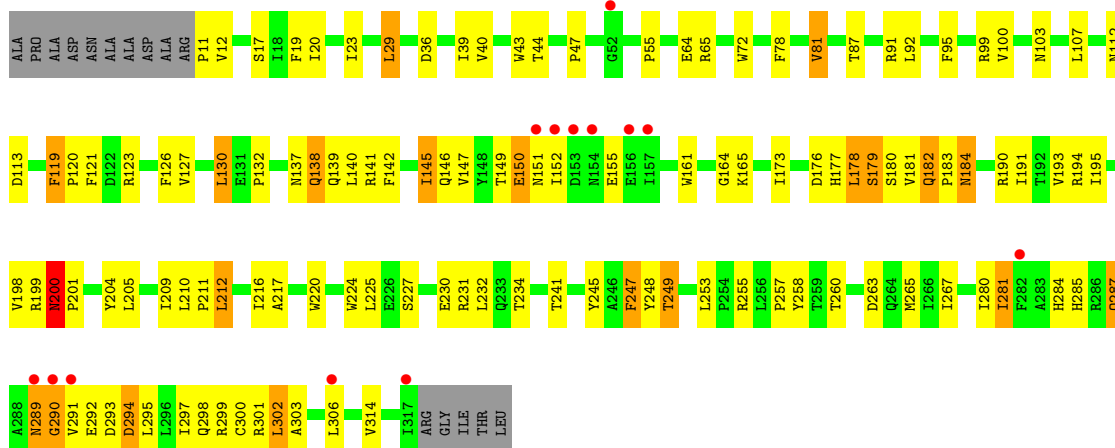 ALA PRO ALA ASP ASN ALA ALA ASP ALA ARG P11 V12 S17 I18 F19 I20 I23 L29 D36 I39 V40 W43 T44 P47 G52 P55 E64 R65 W72 F78 V81 T87 R91 L92 F95 R99 V100 N103 L107
D113 F119 P120 F121 D122 R123 F126 V127 L130 E131 P132 N137 Q138 Q139 L140 R141 F142 I145 Q146 V147 Y148 T149 E150 N151 I152 D153 N154 E155 E156 I157 W161 G164 K165 I173 D176 H177 L178 S179 S180 V181 Q182 P183 N184 R190 I191 T192 V193 R194 I195
V198 R199 N200 P201 Y204 L205 I209 L210 P211 L212 I216 A217 W220 W224 L225 E226 S227 E230 R231 L232 Q233 T234 T241 Y245 A246 F247 Y248 T249 L253 P254 R255 L256 P257 Y258 T259 T260 D263 Q264 M265 I266 I267 I280 I281 F282 A283 H284 H285 R286
A288 N289 G290 V291 E292 D293 D294 L295 L296 I297 Q298 R299 C300 R301 L302 A303 L306 V314 I317 ARG GLY ILE THR LEU